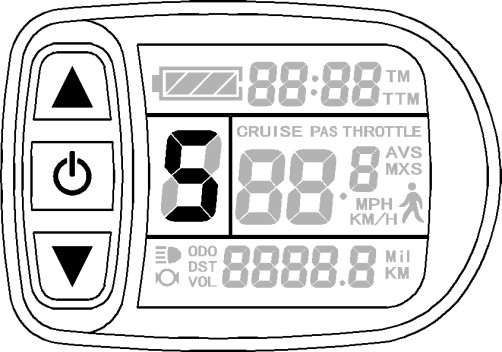 88:88 TM
TTM
CRUISE PAS THROTTLE
5
88.8 AVS
MXS
MPH
KM/H
ODO
DST
VOL
8888.8
Mil
KM